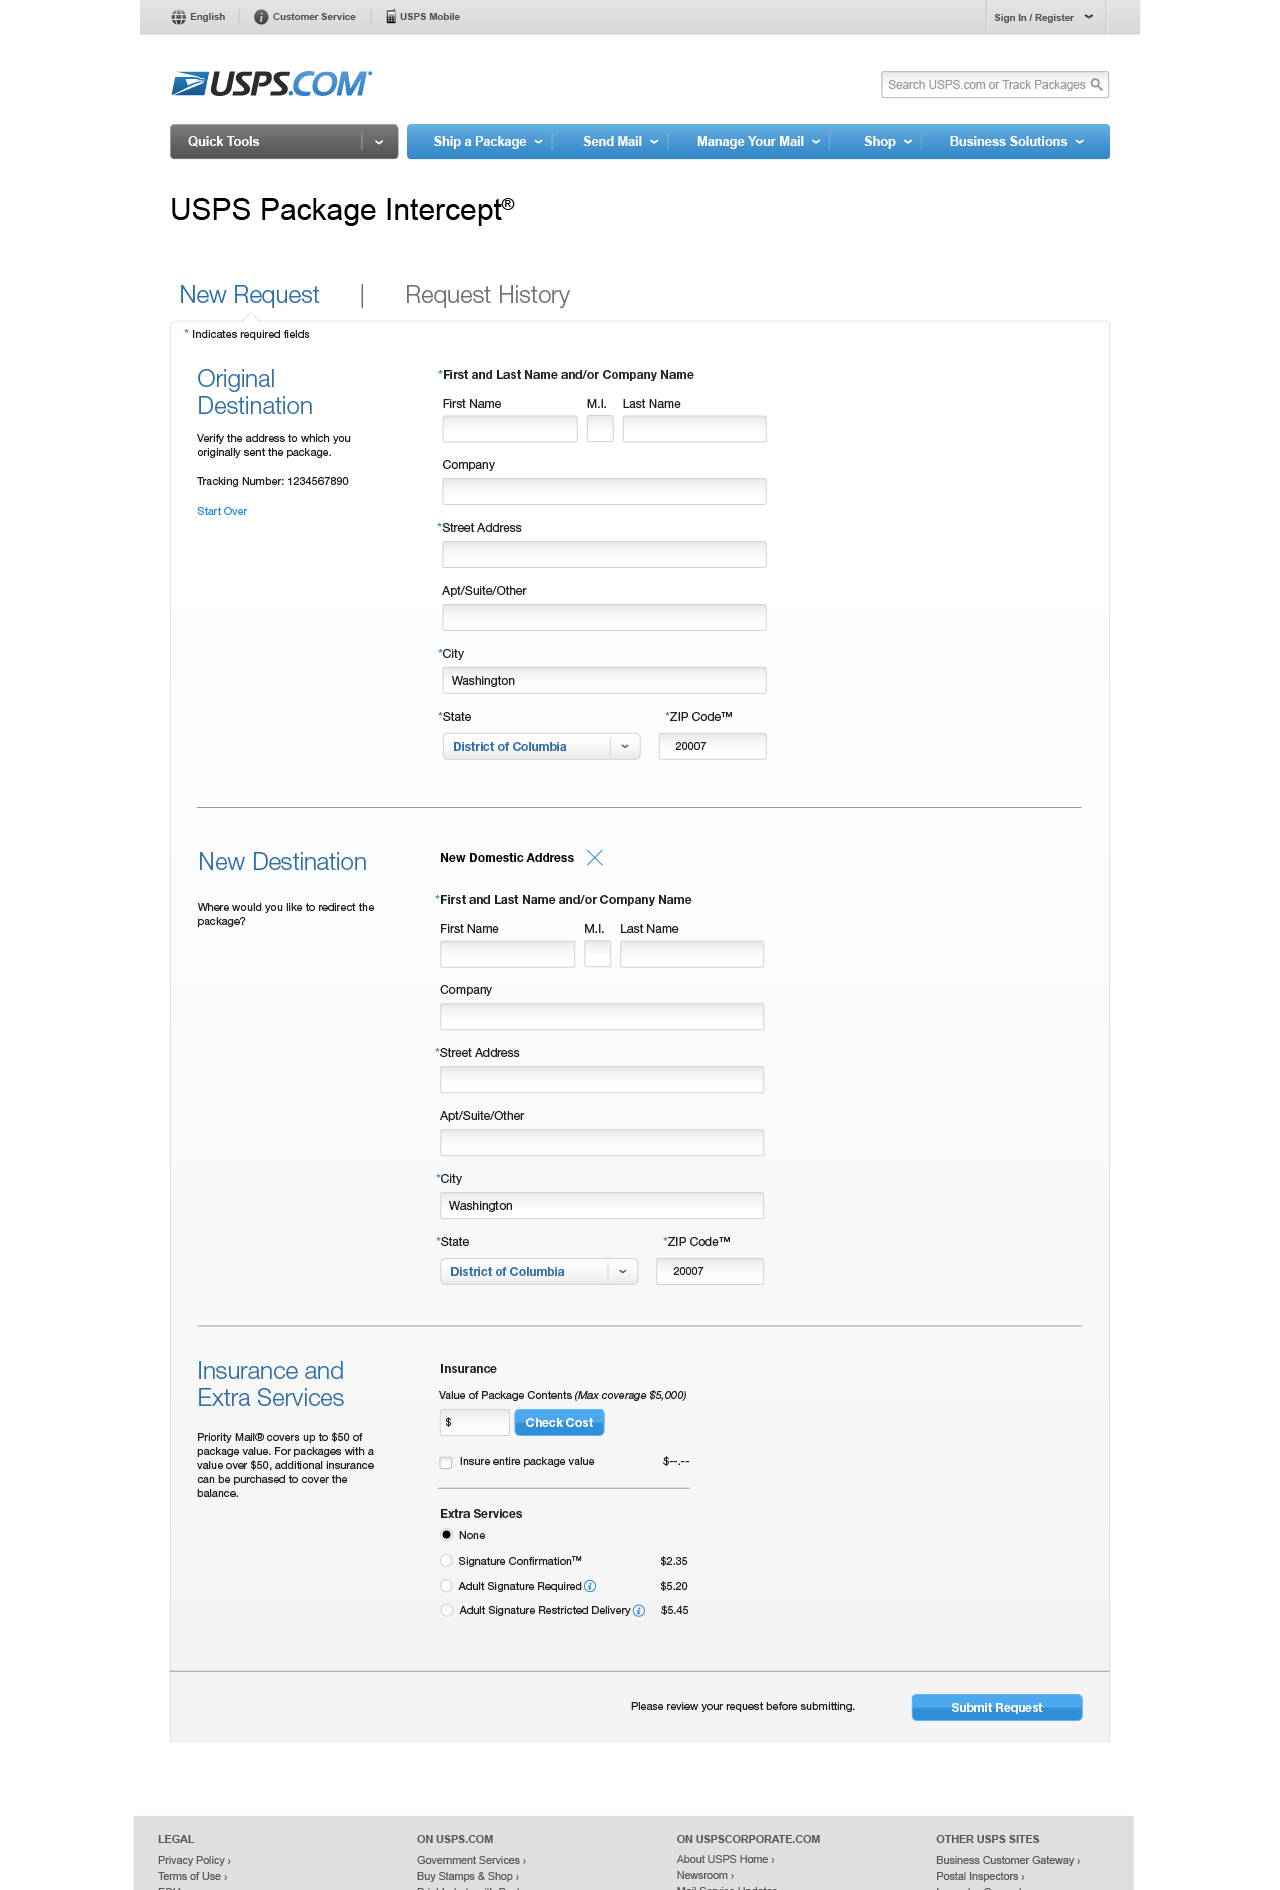 English
Customer Service
USPS Mobile
Sign In / Register
USPS.COM
Search USPS.com or Track Packages
Quick Tools
Ship a Package
Send Mail
Manage Your Mail
Shop
Business Solutions
USPS Package Intercept®
New Request | Request History
* Indicates required fields
Original
Destination
Verify the address to which you
originally sent the package.
Tracking Number: 1234567890
Start Over
*First and Last Name and/or Company Name
First Name M.I. Last Name
Company
*Street Address
Apt/Suite/Other
*City
Washington
*State *ZIP Code™
District of Columbia 20007
New Destination
Where would you like to redirect the
package?
New Domestic Address
*First and Last Name and/or Company Name
First Name M.I. Last Name
Company
*Street Address
Apt/Suite/Other
*City
Washington
*State *ZIP Code™
District of Columbia 20007
Insurance and
Extra Services
Priority Mail® covers up to $50 of
package value. For packages with a
value over $50, additional insurance
can be purchased to cover the
balance.
Insurance
Value of Package Contents (Max coverage $5,000)
$ Check Cost
Insure entire package value $--.--
Extra Services
None
Signature Confirmation™ $2.35
Adult Signature Required $5.20
Adult Signature Restricted Delivery $5.45
Please review your request before submitting.
Submit Request
LEGAL
Privacy Policy ›
Terms of Use ›
ON USPS.COM
Government Services ›
Buy Stamps & Shop ›
ON USPSCORPORATE.COM
About USPS Home ›
Newsroom ›
OTHER USPS SITES
Business Customer Gateway ›
Postal Inspectors ›